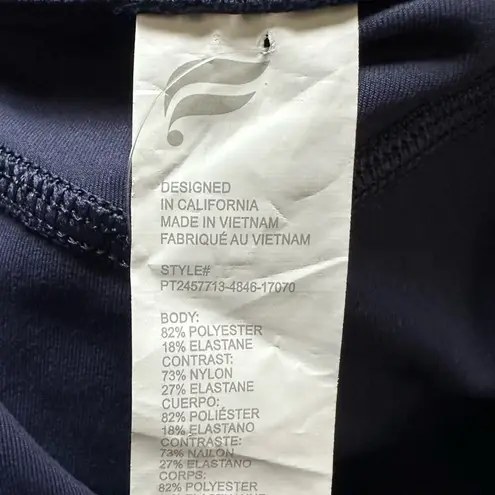 DESIGNED
IN CALIFORNIA
MADE IN VIETNAM
FABRIQUÉ AU VIETNAM
STYLE#
PT2457713-4846-17070
BODY:
82% POLYESTER
18% ELASTANE
CONTRAST:
73% NYLON
27% ELASTANE
CUERPO:
82% POLIÉSTER
18% ELASTANO
CONTRASTE:
73% NAILON
27% ELASTANO
CORPS:
82% POLYESTER